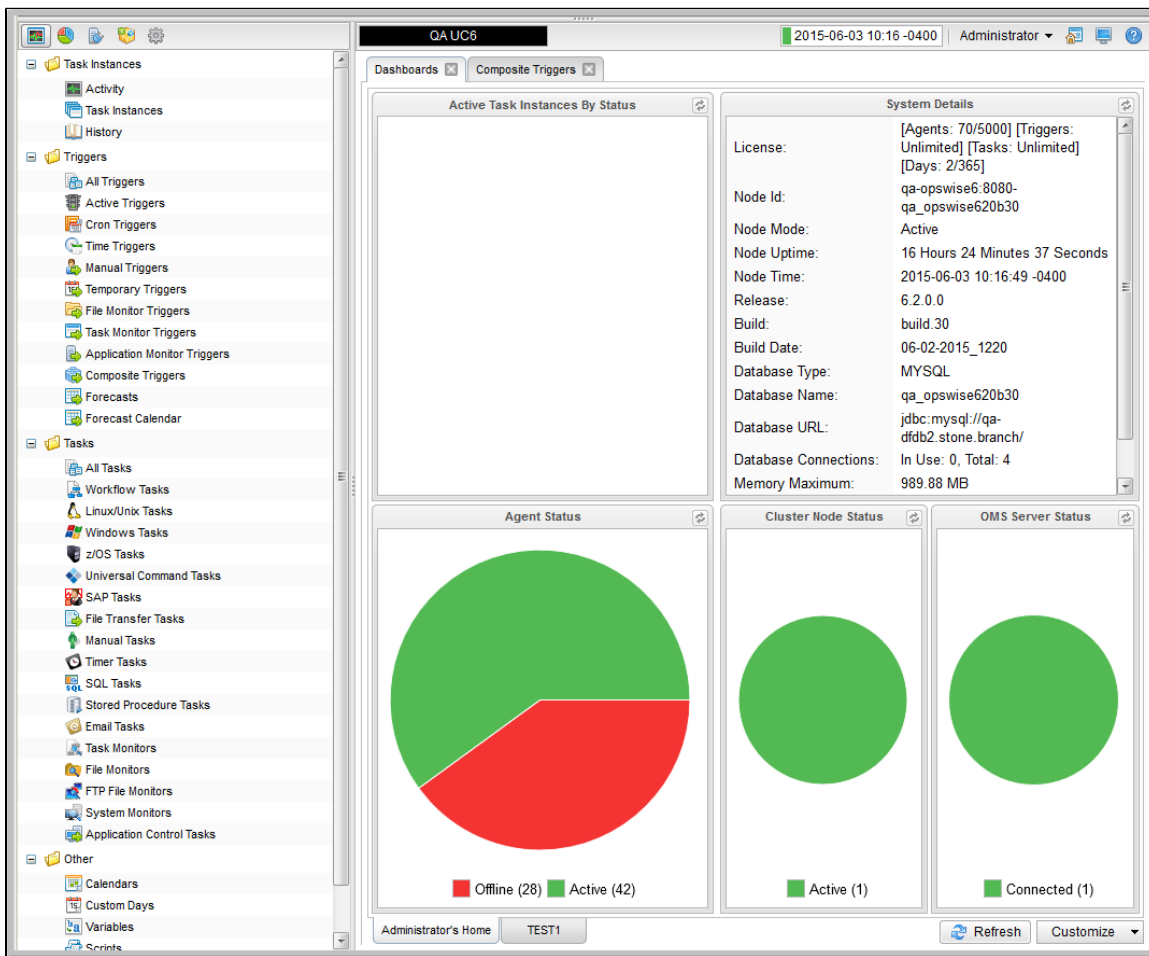 QA UC6
2015-06-03 10:16 -0400
Administrator
Task Instances
Activity
Task Instances
History
Triggers
All Triggers
Active Triggers
Cron Triggers
Time Triggers
Manual Triggers
Temporary Triggers
File Monitor Triggers
Task Monitor Triggers
Application Monitor Triggers
Composite Triggers
Forecasts
Forecast Calendar
Tasks
All Tasks
Workflow Tasks
Linux/Unix Tasks
Windows Tasks
z/OS Tasks
Universal Command Tasks
SAP Tasks
File Transfer Tasks
Manual Tasks
Timer Tasks
SQL Tasks
Stored Procedure Tasks
Email Tasks
Task Monitors
File Monitors
FTP File Monitors
System Monitors
Application Control Tasks
Other
Calendars
Custom Days
Variables
Scripts
Dashboards
Composite Triggers
Active Task Instances By Status
System Details
License:
[Agents: 70/5000] [Triggers:
Unlimited] [Tasks: Unlimited]
[Days: 2/365]
Node Id:
qa-opswise6:8080-
qa_opswise620b30
Node Mode: Active
Node Uptime: 16 Hours 24 Minutes 37 Seconds
Node Time: 2015-06-03 10:16:49 -0400
Release: 6.2.0.0
Build: build.30
Build Date: 06-02-2015_1220
Database Type: MYSQL
Database Name: qa_opswise620b30
Database URL:
jdbc:mysql://qa-
dfdb2.stone.branch/
Database Connections: In Use: 0, Total: 4
Memory Maximum: 989.88 MB
Agent Status
Offline (28) Active (42)
Cluster Node Status
Active (1)
OMS Server Status
Connected (1)
Administrator's Home
TEST1
Refresh
Customize